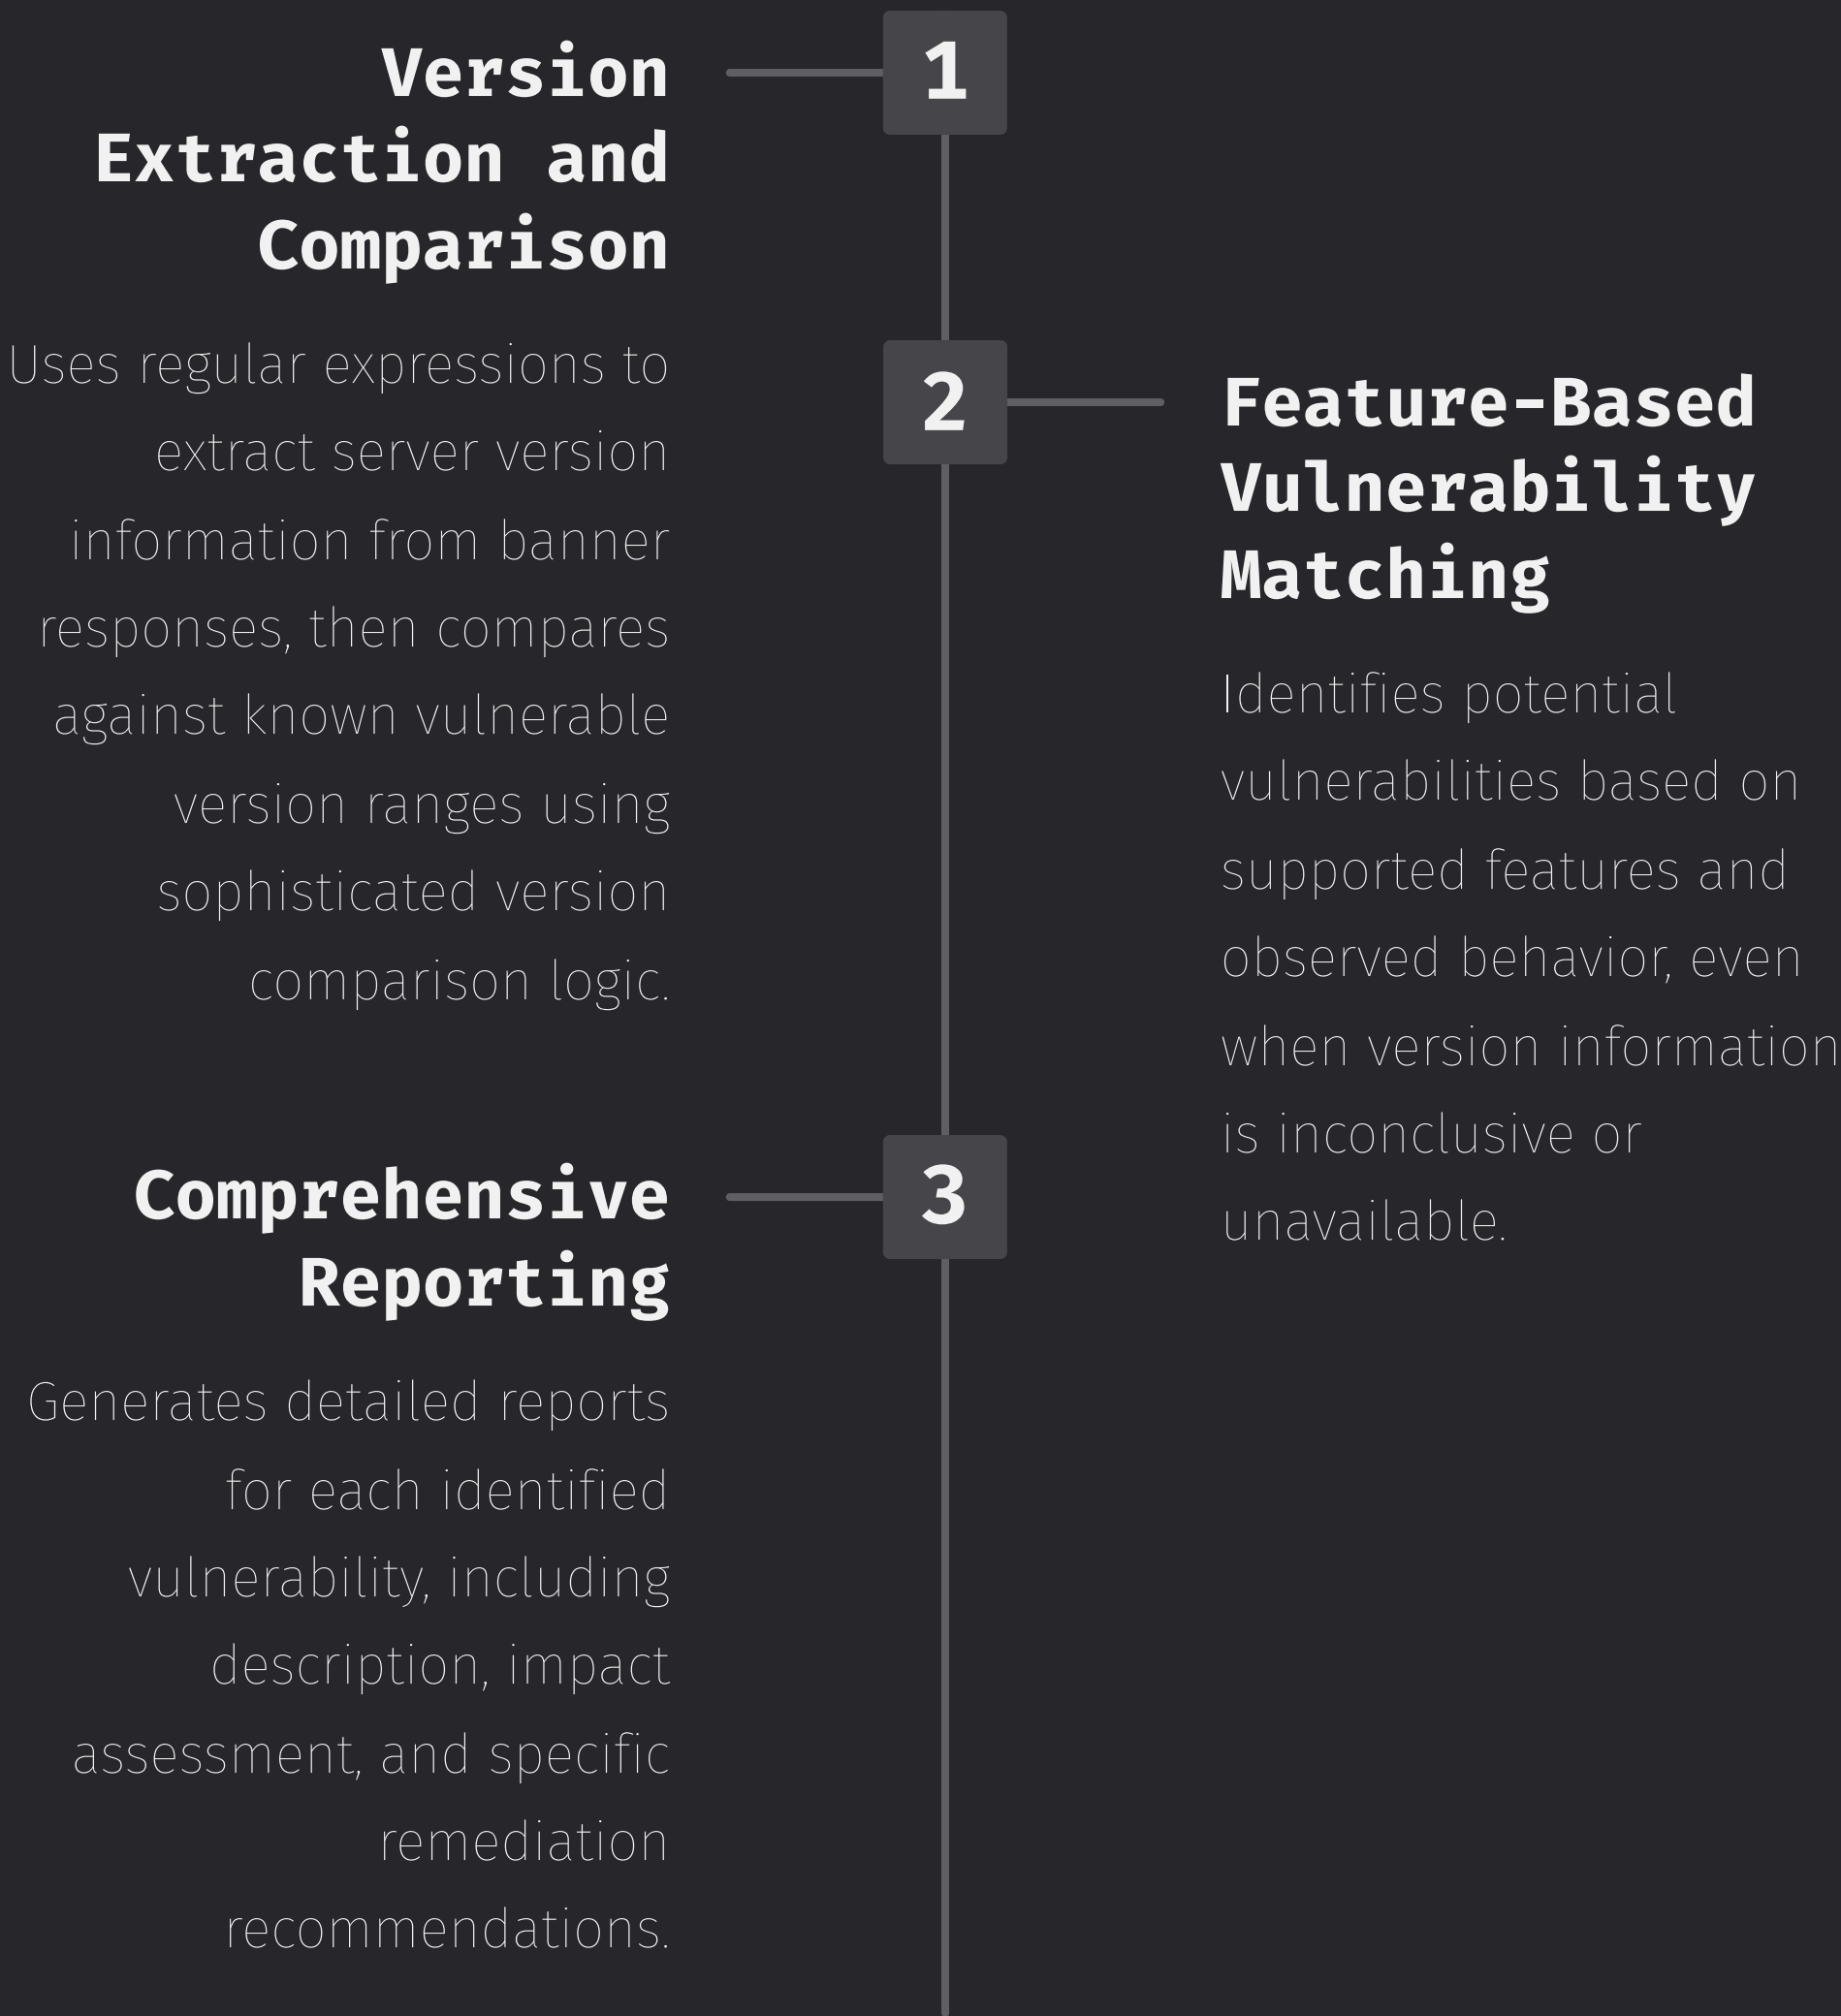 1
Version
Extraction and
Comparison
Uses regular expressions to
extract server version
information from banner
responses, then compares
against known vulnerable
version ranges using
sophisticated version
comparison logic.
2
Feature-Based
Vulnerability
Matching
Identifies potential
vulnerabilities based on
supported features and
observed behavior, even
when version information
is inconclusive or
unavailable.
3
Comprehensive
Reporting
Generates detailed reports
for each identified
vulnerability, including
description, impact
assessment, and specific
remediation
recommendations.